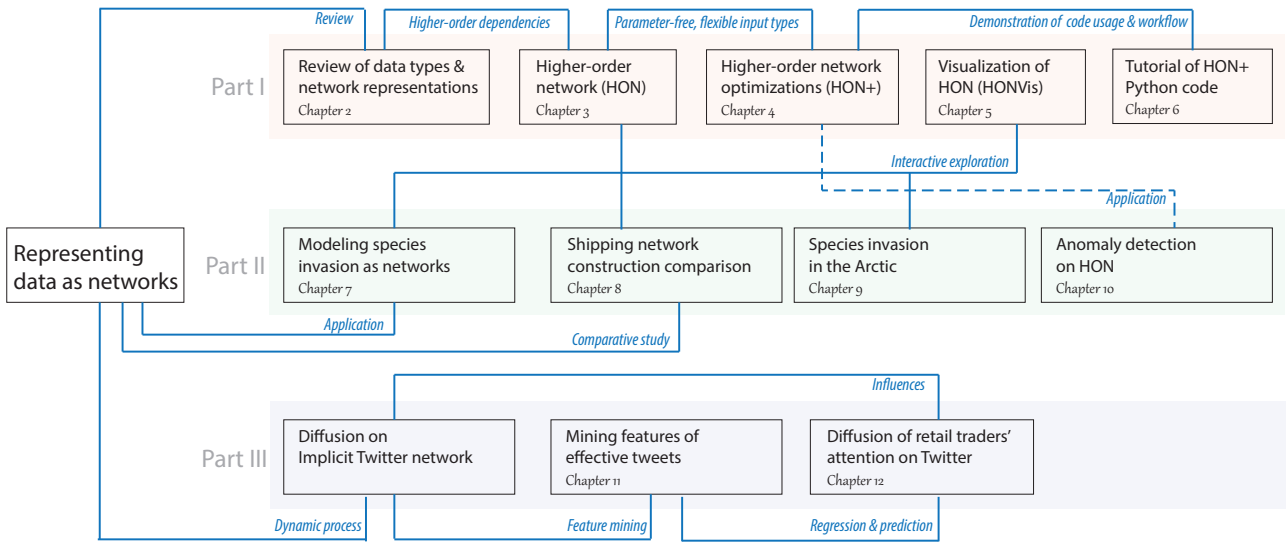 Review
Higher-order dependencies
Parameter-free, flexible input types
Demonstration of code usage & workflow
Part I
Review of data types &
network representations
Chapter 2
Higher-order
network (HON)
Chapter 3
Higher-order network
optimizations (HON+)
Chapter 4
Visualization of
HON (HONVis)
Chapter 5
Tutorial of HON+
Python code
Chapter 6
Interactive exploration
Application
Representing
data as networks
Part II
Modeling species
invasion as networks
Chapter 7
Shipping network
construction comparison
Chapter 8
Species invasion
in the Arctic
Chapter 9
Anomaly detection
on HON
Chapter 10
Application
Comparative study
Influences
Part III
Diffusion on
Implicit Twitter network
Mining features of
effective tweets
Chapter 11
Diffusion of retail traders’
attention on Twitter
Chapter 12
Dynamic process
Feature mining
Regression & prediction